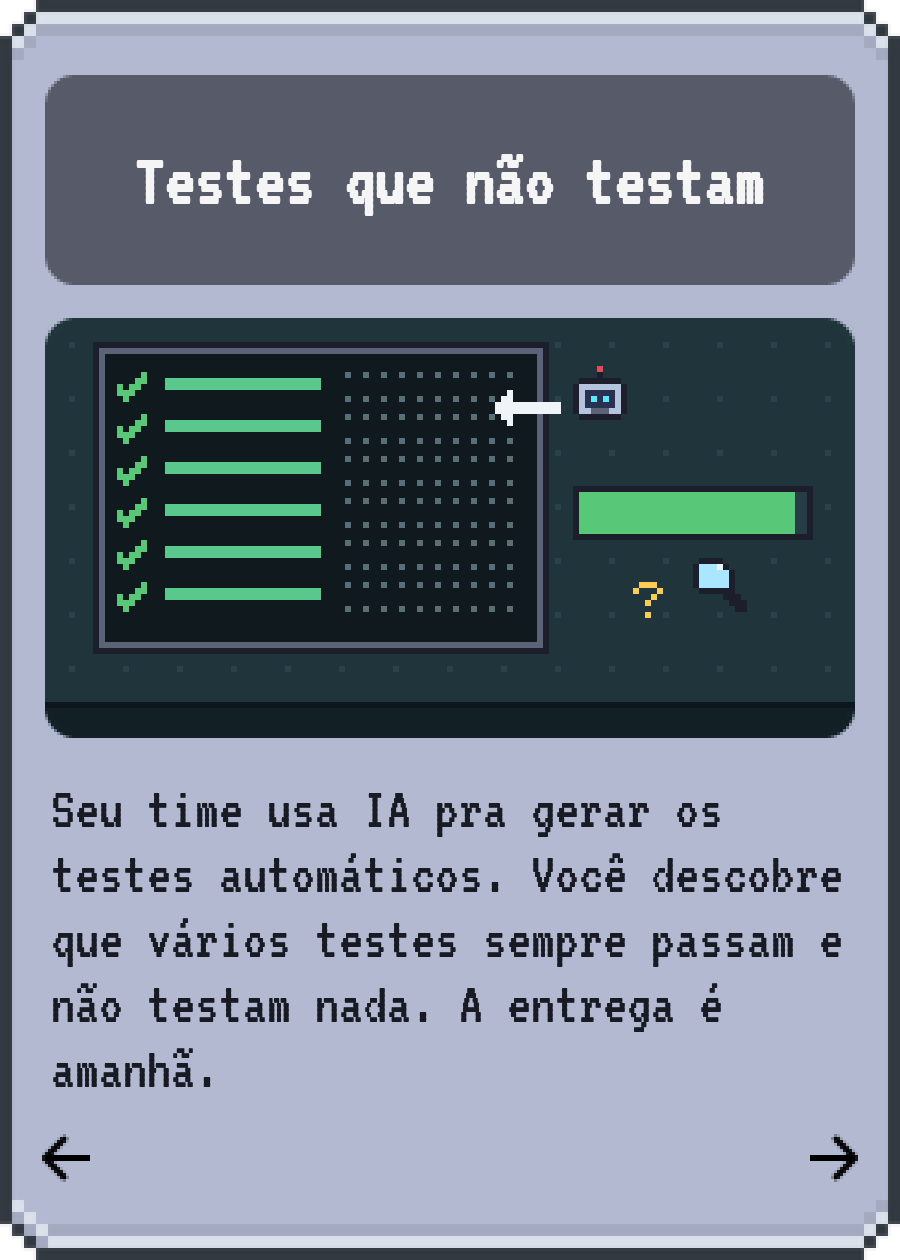 Testes que não testam
?
Seu time usa IA pra gerar os
testes automáticos. Você descobre
que vários testes sempre passam e
não testam nada. A entrega é
amanhã.